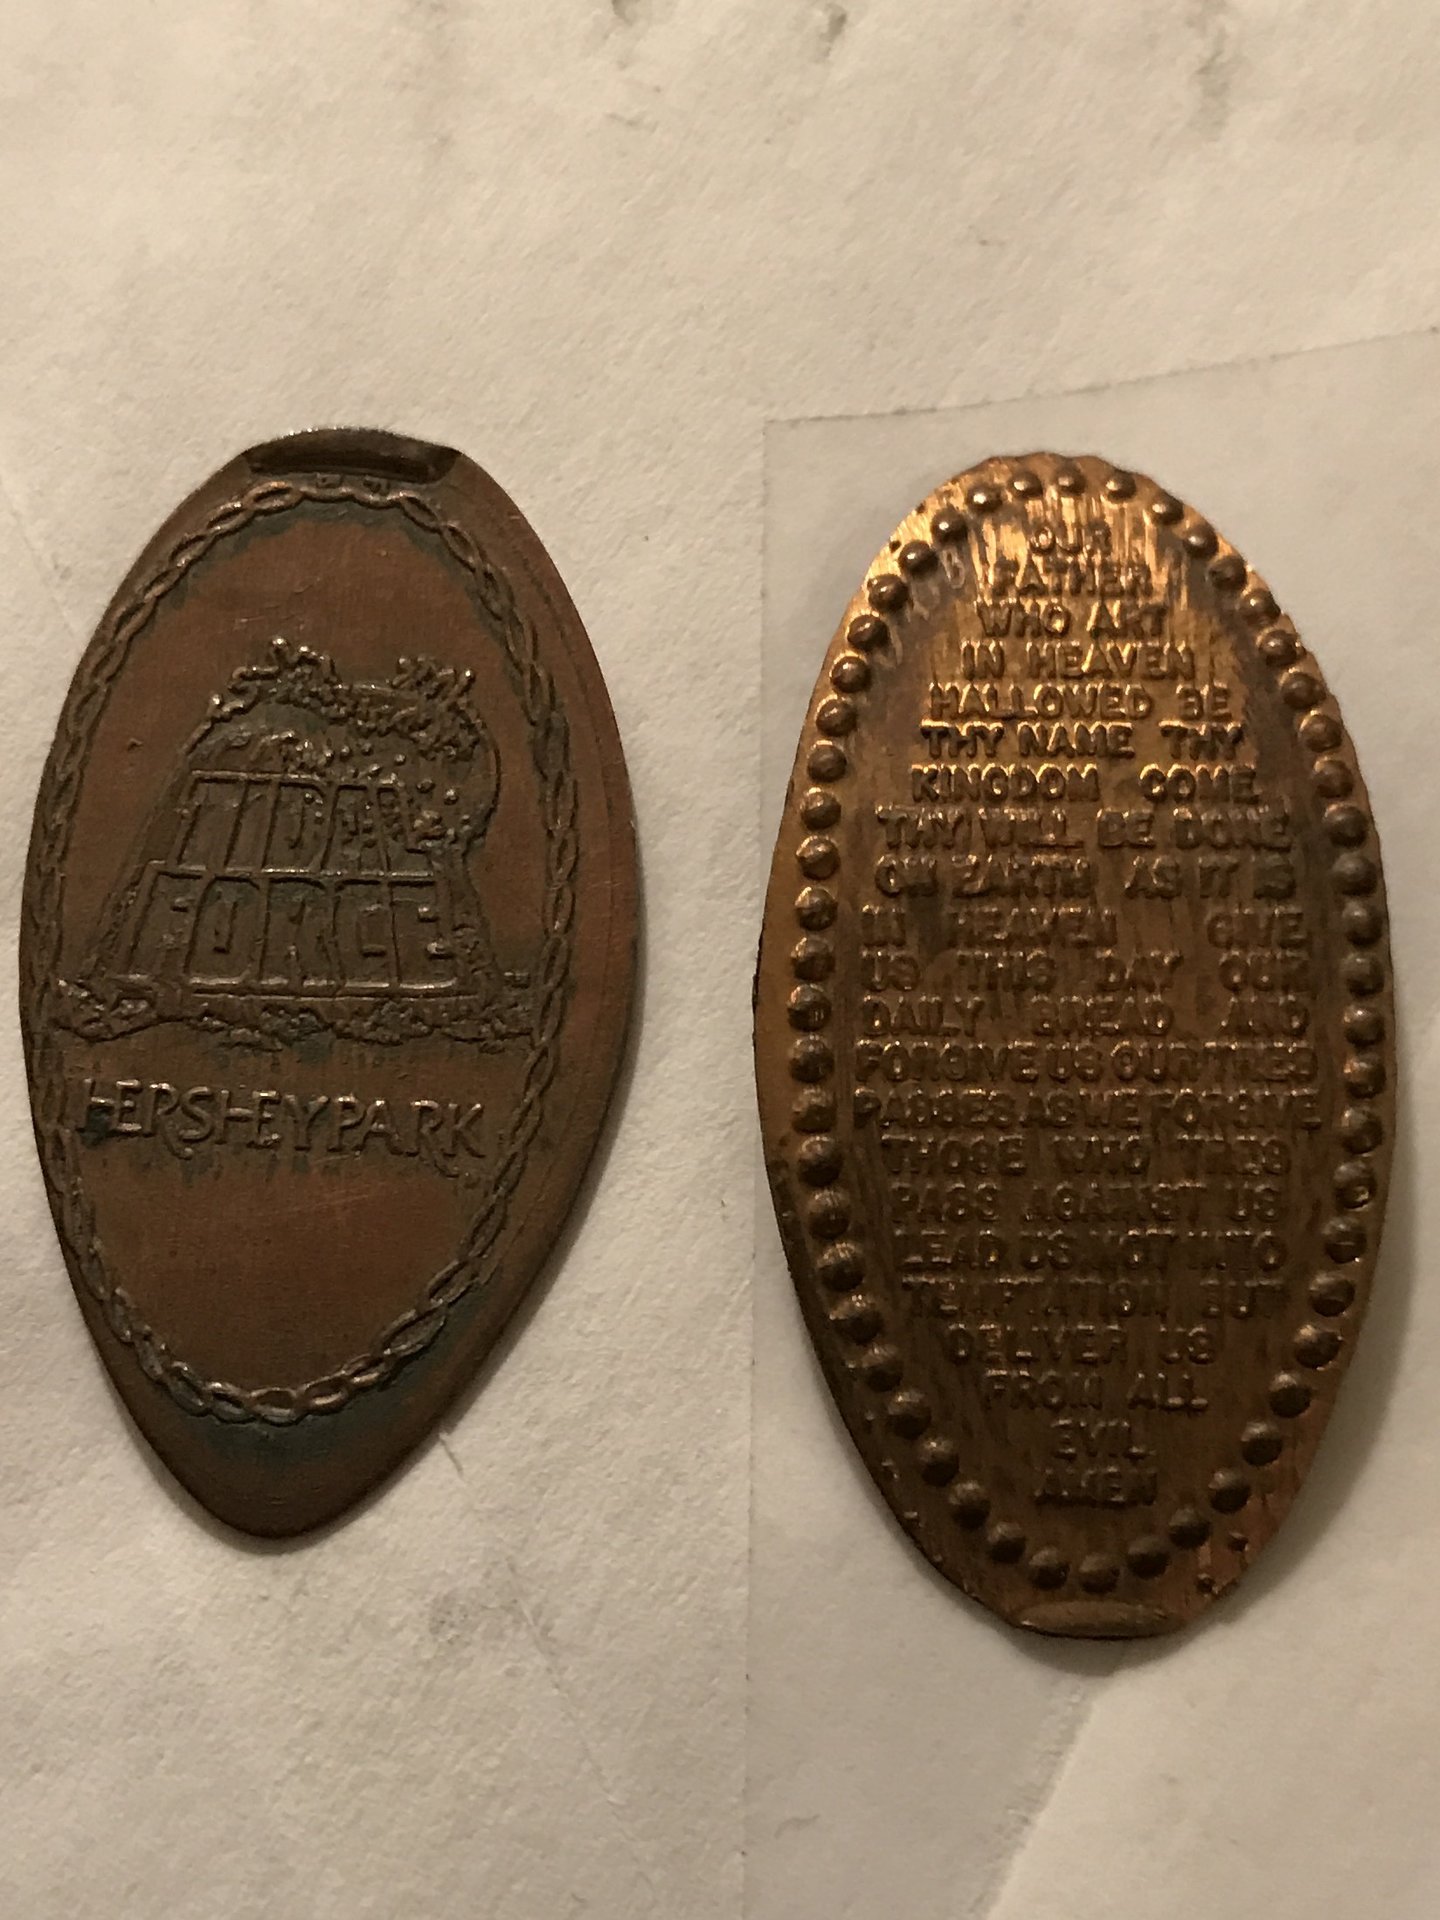 TIDAL
FORCE
HERSHEYPARK
OUR
FATHER
WHO ART
IN HEAVEN
HALLOWED BE
THY NAME THY
KINGDOM COME
THY WILL BE DONE
ON EARTH AS IT IS
IN HEAVEN GIVE
US THIS DAY OUR
DAILY BREAD AND
FORGIVE US OUR TRES
PASSES AS WE FORGIVE
THOSE WHO TRES
PASS AGAINST US
LEAD US NOT INTO
TEMPTATION BUT
DELIVER US
FROM ALL
EVIL
AMEN